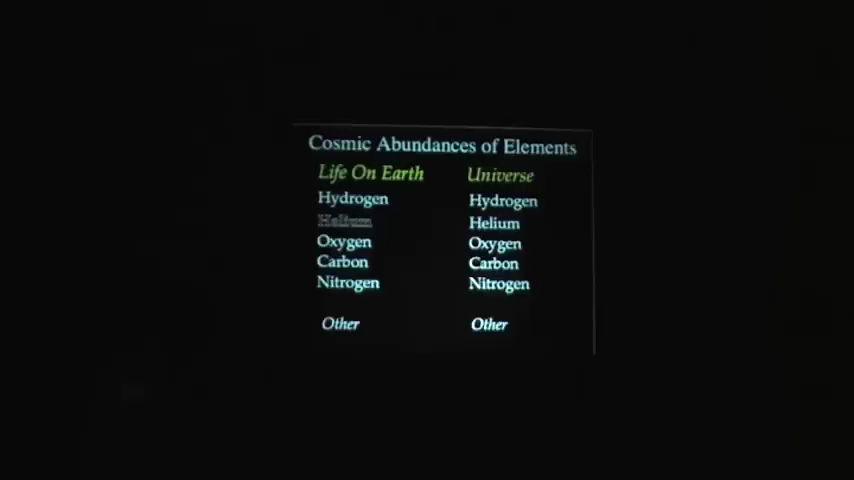 Cosmic Abundances of Elements
Life On Earth Universe
Hydrogen Hydrogen
Helium Helium
Oxygen Oxygen
Carbon Carbon
Nitrogen Nitrogen
Other Other